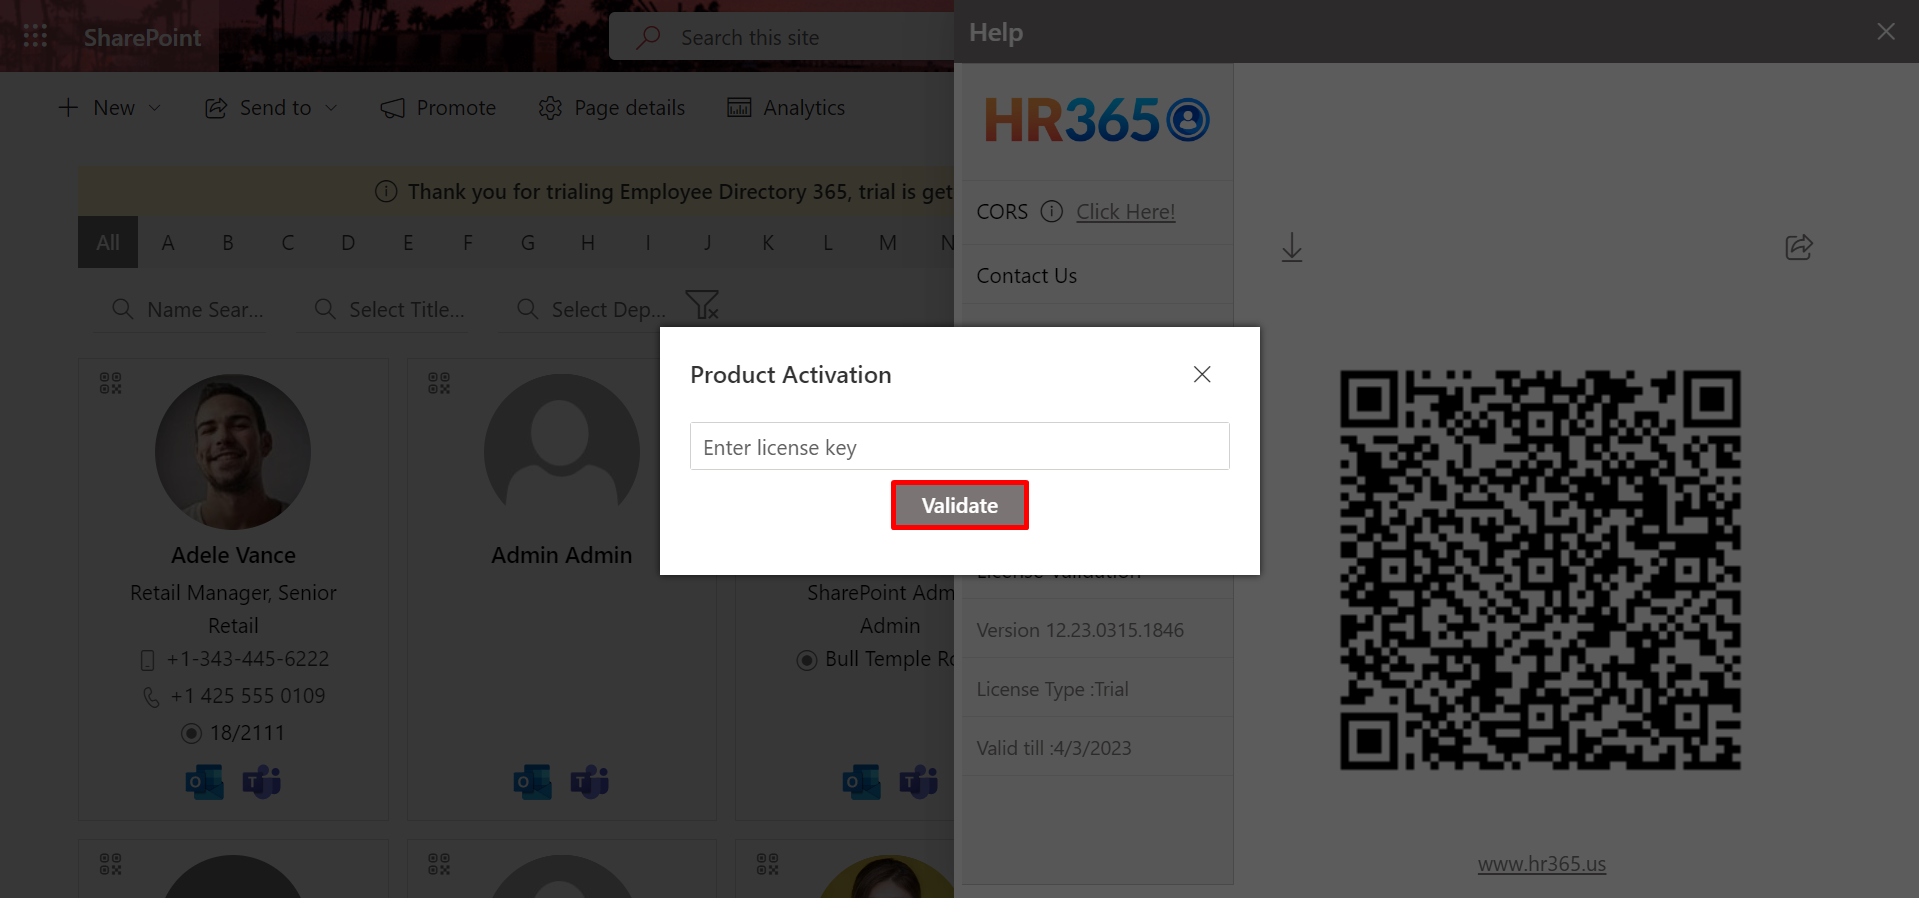 SharePoint
Search this site
Help
New
Send to
Promote
Page details
Analytics
HR365
Thank you for trialing Employee Directory 365, trial is get
CORS Click Here!
All A B C D E F G H I J K L M N
Contact Us
Name Sear...
Select Title...
Select Dep...
Product Activation
Enter license key
Validate
Adele Vance
Retail Manager, Senior
Retail
+1-343-445-6222
+1 425 555 0109
18/2111
Admin Admin
SharePoint Adm
Admin
Bull Temple Ro
License Validation
Version 12.23.0315.1846
License Type :Trial
Valid till :4/3/2023
www.hr365.us